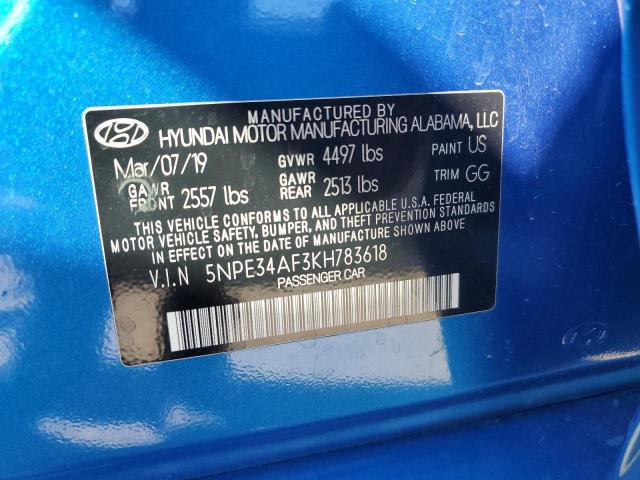 MANUFACTURED BY
HYUNDAI MOTOR MANUFACTURING ALABAMA, LLC
Mar/07/19 GVWR 4497 lbs PAINT US
GAWR FRONT 2557 lbs GAWR REAR 2513 lbs TRIM GG
THIS VEHICLE CONFORMS TO ALL APPLICABLE U.S.A. FEDERAL
MOTOR VEHICLE SAFETY, BUMPER, AND THEFT PREVENTION STANDARDS
IN EFFECT ON THE DATE OF MANUFACTURE SHOWN ABOVE.
V.I.N 5NPE34AF3KH783618
PASSENGER CAR